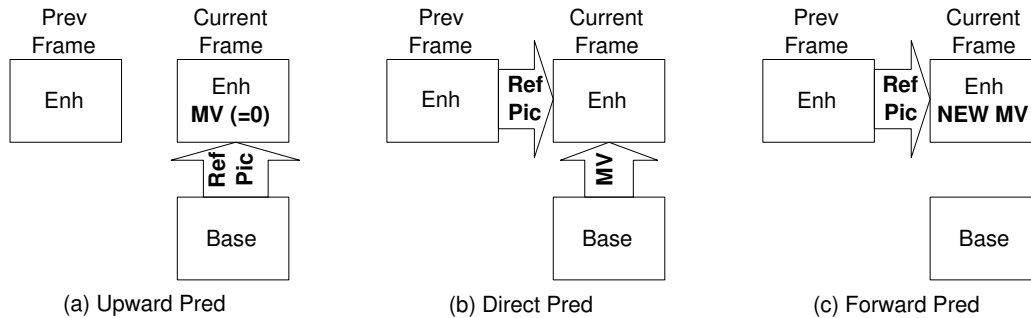 Prev
Frame
Current
Frame
Enh
Enh
MV (=0)
Ref
Pic
Base
(a) Upward Pred
Prev
Frame
Current
Frame
Enh
Ref
Pic
Enh
MV
Base
(b) Direct Pred
Prev
Frame
Current
Frame
Enh
Ref
Pic
Enh
NEW MV
Base
(c) Forward Pred